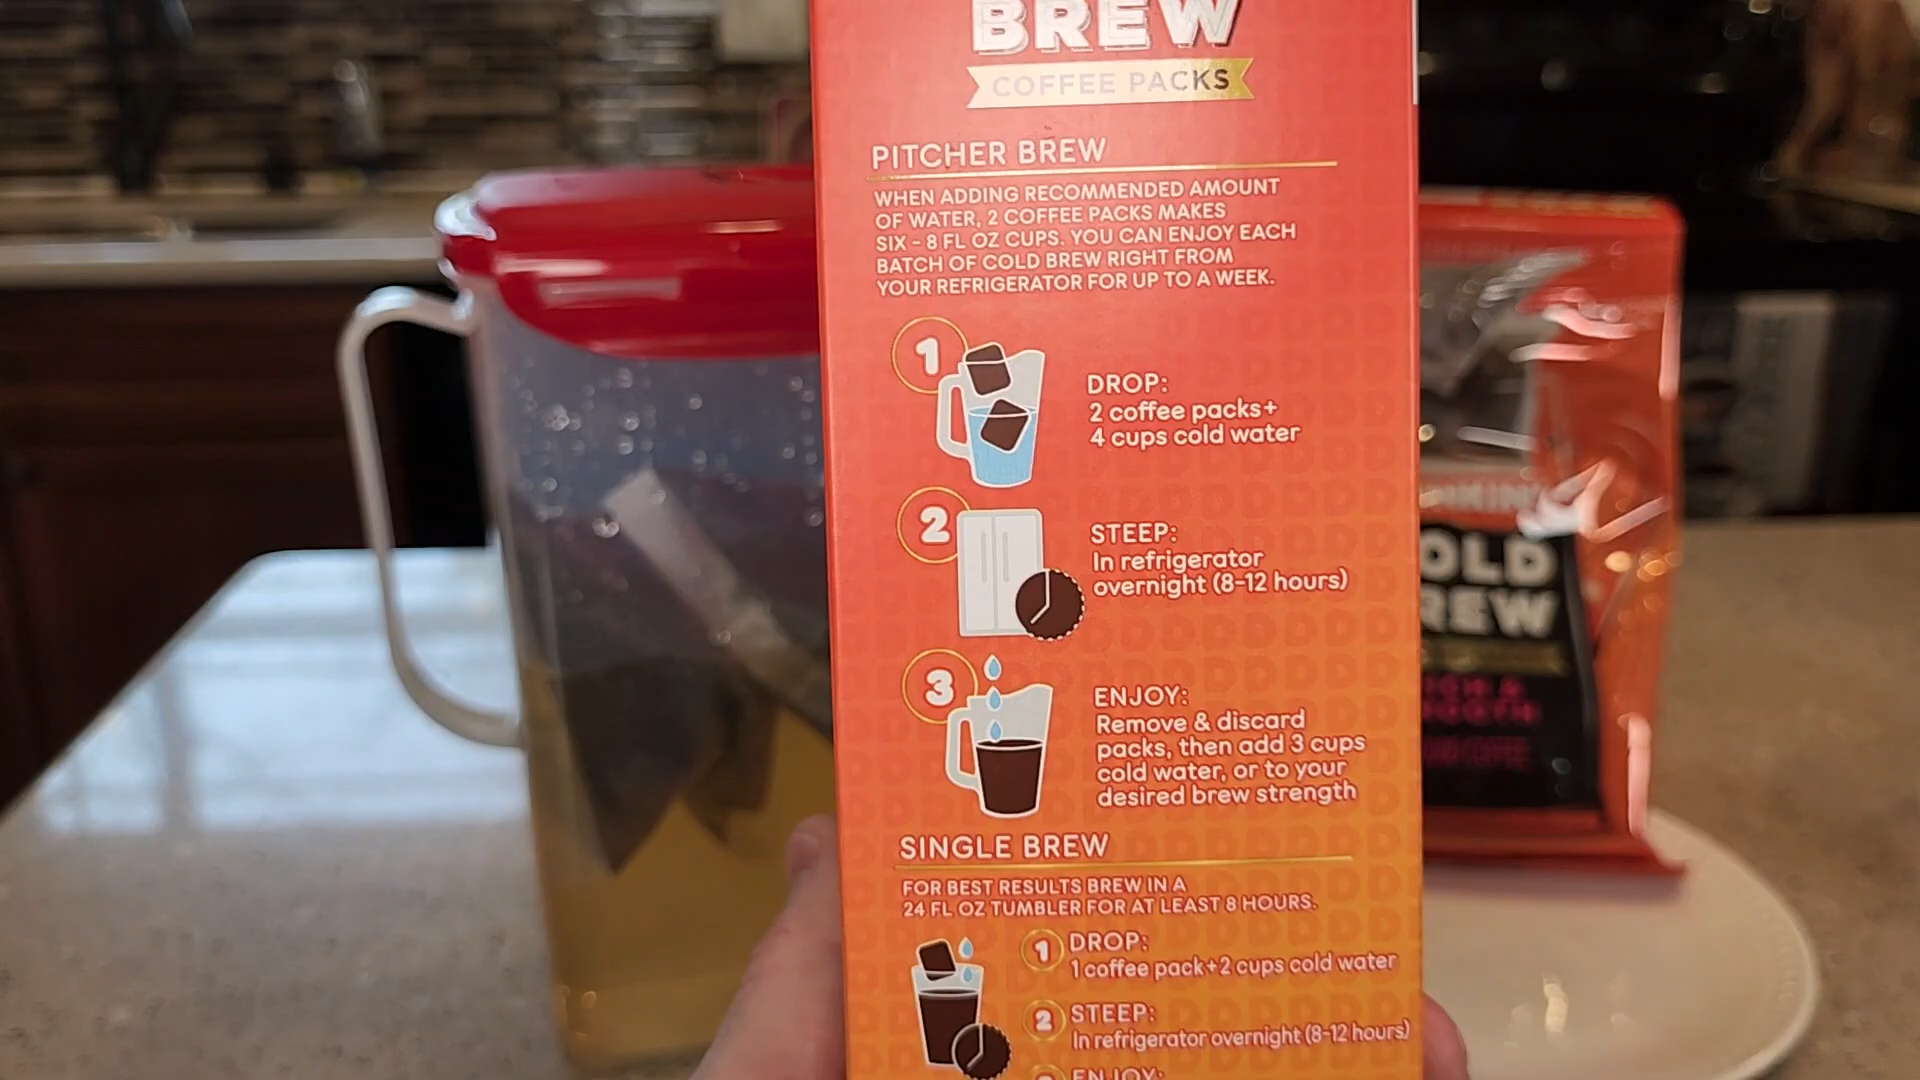 BREW
COFFEE PACKS
PITCHER BREW
WHEN ADDING RECOMMENDED AMOUNT
OF WATER, 2 COFFEE PACKS MAKES
SIX - 8 FL OZ CUPS. YOU CAN ENJOY EACH
BATCH OF COLD BREW RIGHT FROM
YOUR REFRIGERATOR FOR UP TO A WEEK.
1
DROP:
2 coffee packs+
4 cups cold water
2
STEEP:
In refrigerator
overnight (8-12 hours)
3
ENJOY:
Remove & discard
packs, then add 3 cups
cold water, or to your
desired brew strength
SINGLE BREW
FOR BEST RESULTS BREW IN A
24 FL OZ TUMBLER FOR AT LEAST 8 HOURS.
1 DROP:
1 coffee pack+2 cups cold water
2 STEEP:
In refrigerator overnight (8-12 hours)
ENJOY:
OLD
REW